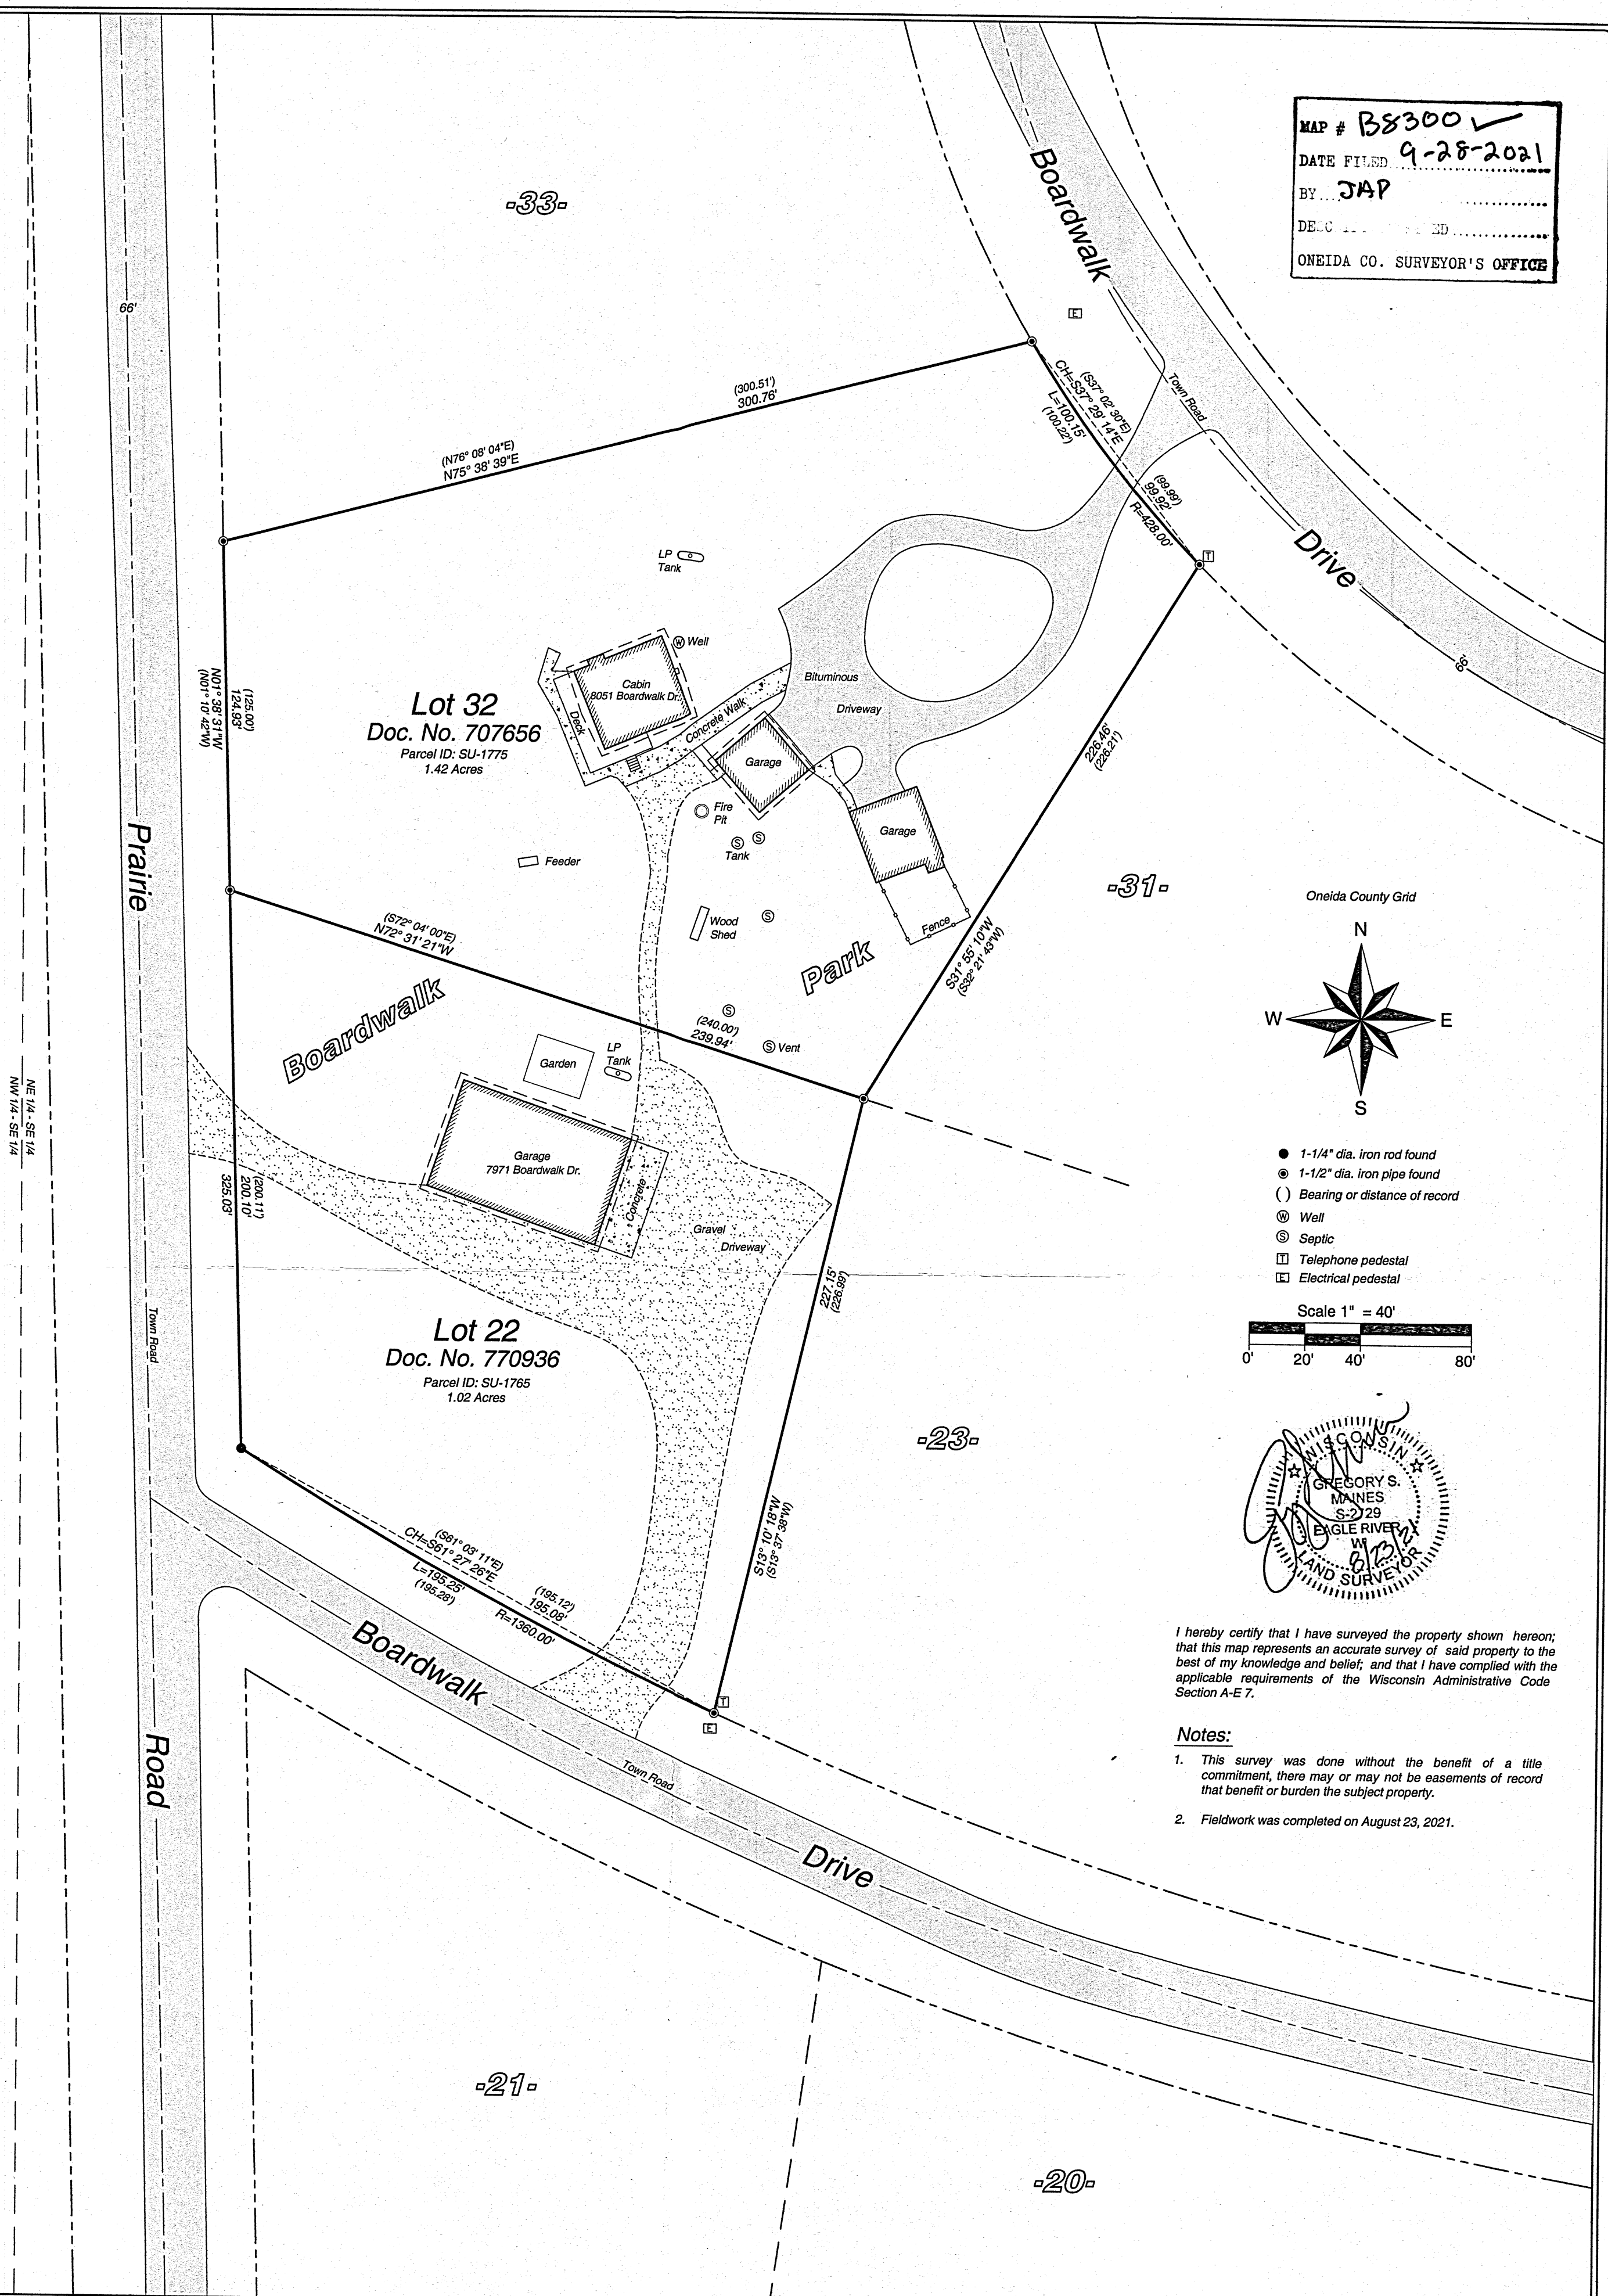 MAP # B8300 ✓
DATE FILED 9-28-2021
BY JAP
ONEIDA CO. SURVEYOR'S OFFICE
-33-
66'
Boardwalk
Drive
Town Road
66'
(300.51')
300.76'
(N76° 08' 04"E)
N75° 38' 39"E
(S37° 02' 30"E)
CH=S37° 29' 14"E
L=100.15'
(100.22')
(99.99')
99.92'
R=428.00'
T
E
LP
Tank
W Well
Cabin
8051 Boardwalk Dr.
Deck
Concrete Walk
Bituminous
Driveway
Garage
Garage
Fence
Fire
Pit
S S
Tank
Feeder
Wood
Shed
S
Lot 32
Doc. No. 707656
Parcel ID: SU-1775
1.42 Acres
(125.00')
124.93'
N01° 38' 31"W
(N01° 10' 42"W)
226.46'
(226.21')
S31° 55' 10"W
(S32° 21' 43"W)
-31-
Prairie
Road
Town Road
(S72° 04' 00"E)
N72° 31' 21"W
(240.00')
239.94'
S
S Vent
Boardwalk
Park
Garden
LP
Tank
Garage
7971 Boardwalk Dr.
Concrete
Gravel
Driveway
NE 1/4 - SE 1/4
NW 1/4 - SE 1/4
(200.11')
200.10'
325.03'
227.15'
(226.99')
S13° 10' 18"W
(S13° 37' 38"W)
Lot 22
Doc. No. 770936
Parcel ID: SU-1765
1.02 Acres
-23-
(S61° 03' 11"E)
CH=S61° 27' 26"E
L=195.25'
(195.28')
(195.12')
195.08'
R=1360.00'
T
E
Boardwalk
Drive
Town Road
-21-
-20-
Oneida County Grid
N
W E
S
1-1/4" dia. iron rod found
1-1/2" dia. iron pipe found
( ) Bearing or distance of record
W Well
S Septic
T Telephone pedestal
E Electrical pedestal
Scale 1" = 40'
0' 20' 40' 80'
WISCONSIN
GREGORY S.
MAINES
EAGLE RIVER
8/23/21
LAND SURVEYOR
I hereby certify that I have surveyed the property shown hereon;
that this map represents an accurate survey of said property to the
best of my knowledge and belief; and that I have complied with the
applicable requirements of the Wisconsin Administrative Code
Section A-E 7.
Notes:
1. This survey was done without the benefit of a title
commitment, there may or may not be easements of record
that benefit or burden the subject property.
2. Fieldwork was completed on August 23, 2021.